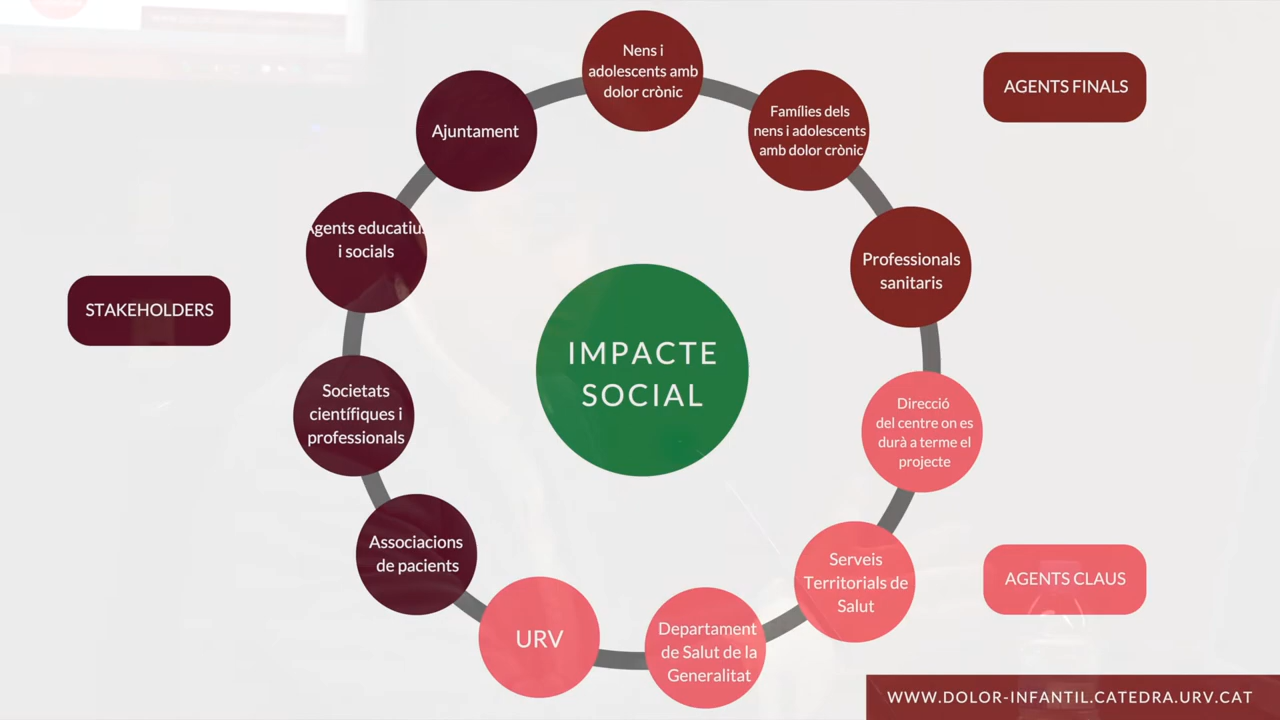 Nens i
adolescents amb
dolor crònic
Famílies dels
nens i adolescents
amb dolor crònic
AGENTS FINALS
Ajuntament
Agents educatius
i socials
Professionals
sanitaris
STAKEHOLDERS
IMPACTE
SOCIAL
Societats
científiques i
professionals
Direcció
del centre on es
durà a terme el
projecte
Associacions
de pacients
Serveis
Territorials de
Salut
AGENTS CLAUS
URV
Departament
de Salut de la
Generalitat
WWW.DOLOR-INFANTIL.CATEDRA.URV.CAT